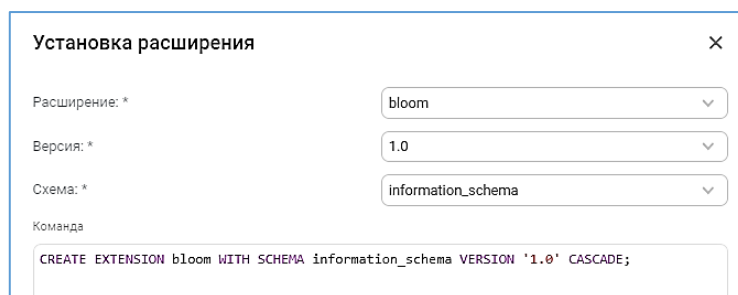 Установка расширения
Расширение: * bloom
Версия: * 1.0
Схема: * information_schema
Команда
CREATE EXTENSION bloom WITH SCHEMA information_schema VERSION '1.0' CASCADE;